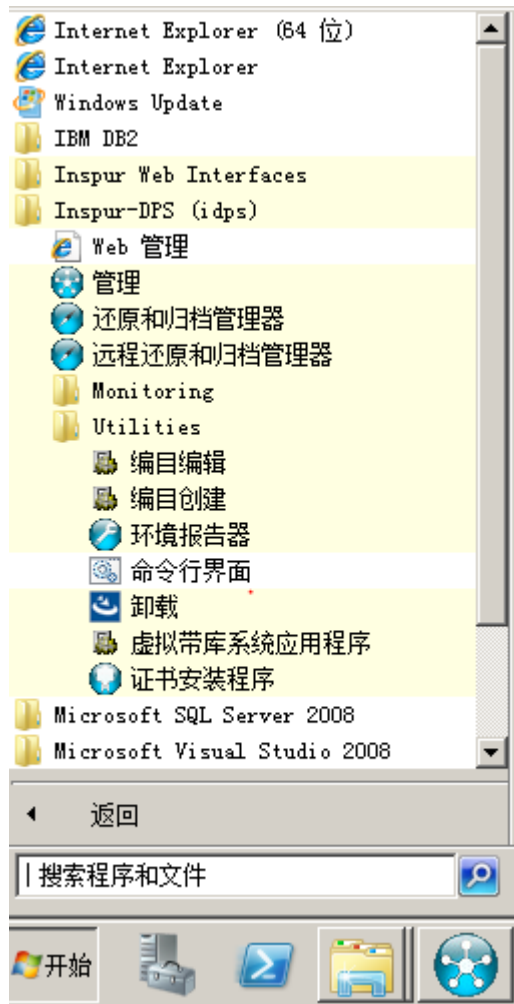 Internet Explorer (64 位)
Internet Explorer
Windows Update
IBM DB2
Inspur Web Interfaces
Inspur-DPS (idps)
Web 管理
管理
还原和归档管理器
远程还原和归档管理器
Monitoring
Utilities
编目编辑
编目创建
环境报告器
命令行界面
卸载
虚拟带库系统应用程序
证书安装程序
Microsoft SQL Server 2008
Microsoft Visual Studio 2008
返回
搜索程序和文件
开始